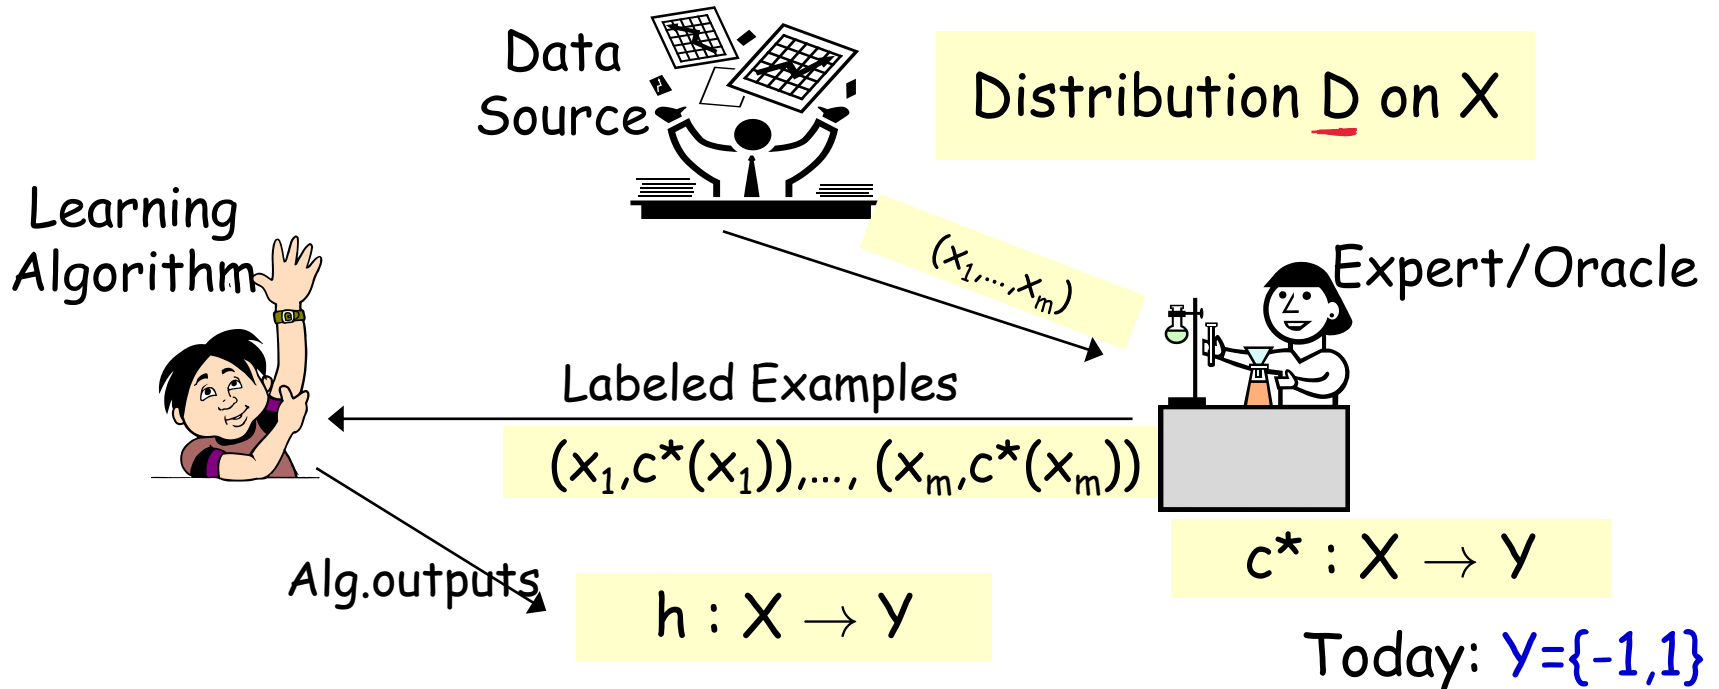 Data
Source
Distribution D on X
Learning
Algorithm
(x₁,...,xₘ)
Expert/Oracle
Labeled Examples
(x₁,c*(x₁)),..., (xₘ,c*(xₘ))
c* : X → Y
Alg.outputs
h : X → Y
Today: Y={-1,1}